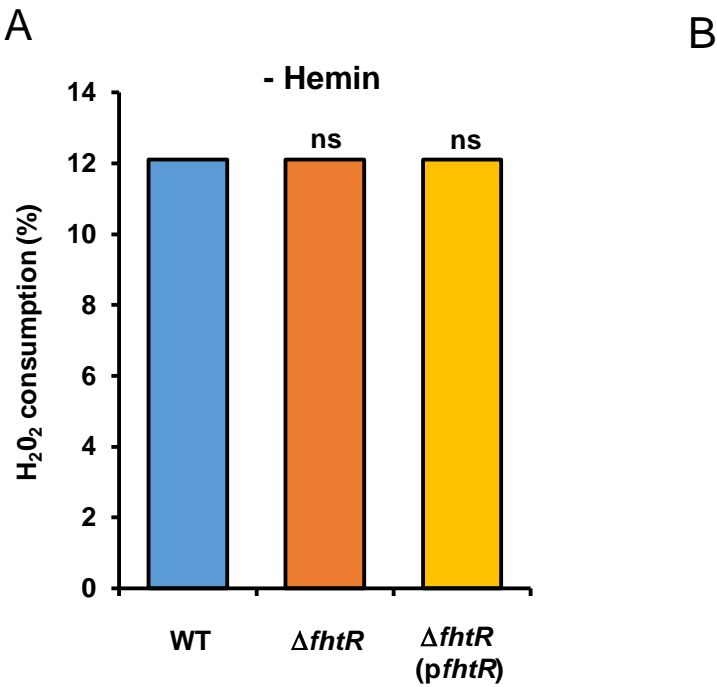 A
B
- Hemin
14
12
10
8
6
4
2
0
H₂0₂ consumption (%)
ns
ns
WT
ΔfhtR
ΔfhtR
(pfhtR)